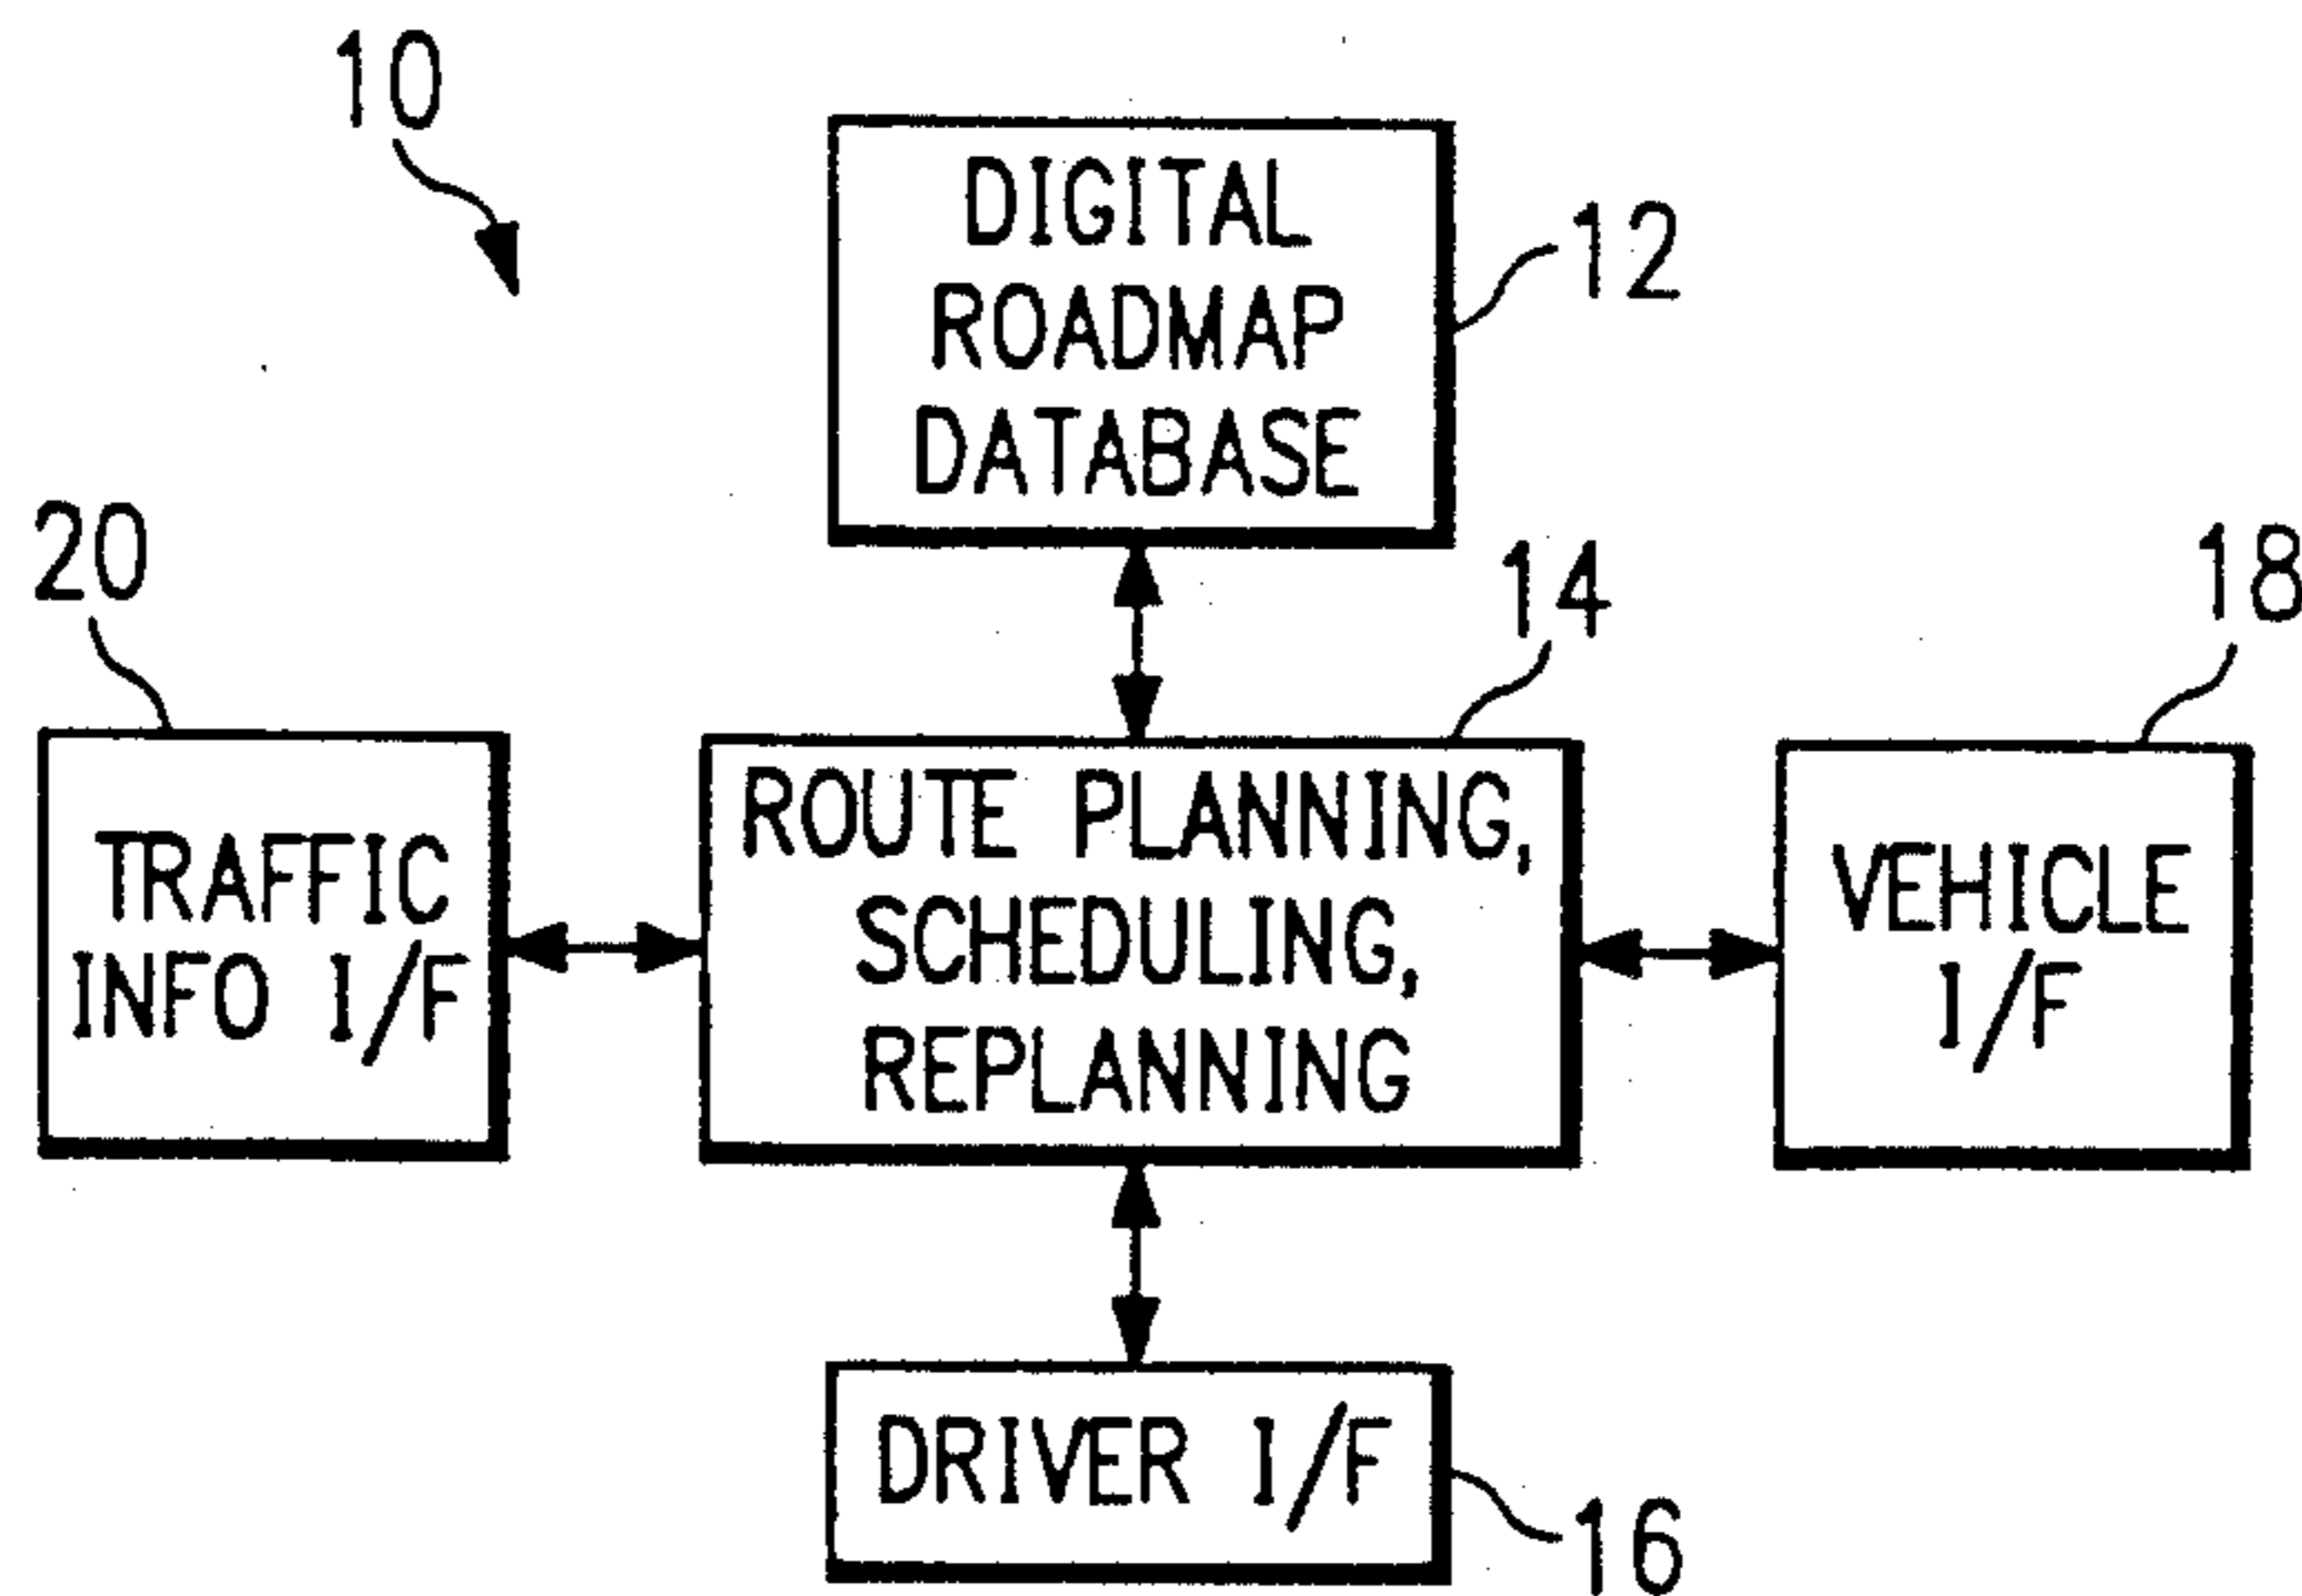 10
DIGITAL
ROADMAP
DATABASE
12
20
14
18
TRAFFIC
INFO I/F
ROUTE PLANNING,
SCHEDULING,
REPLANNING
VEHICLE
I/F
DRIVER I/F
16